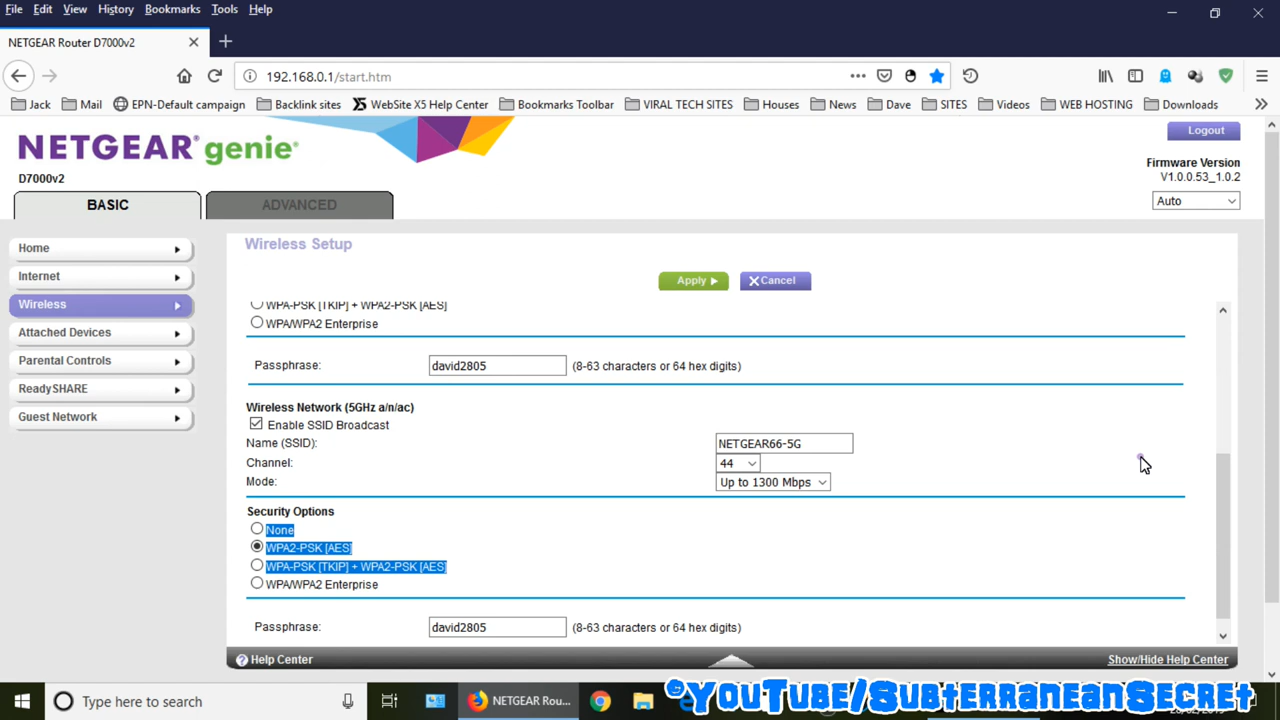 File Edit View History Bookmarks Tools Help
NETGEAR Router D7000v2
192.168.0.1/start.htm
Jack Mail EPN-Default campaign Backlink sites WebSite X5 Help Center Bookmarks Toolbar VIRAL TECH SITES Houses News Dave SITES Videos WEB HOSTING Downloads
NETGEAR® genie®
Logout
D7000v2
Firmware Version
V1.0.0.53_1.0.2
BASIC ADVANCED
Auto
Home
Internet
Wireless
Attached Devices
Parental Controls
ReadySHARE
Guest Network
Wireless Setup
Apply Cancel
WPA-PSK [TKIP] + WPA2-PSK [AES]
WPA/WPA2 Enterprise
Passphrase: david2805 (8-63 characters or 64 hex digits)
Wireless Network (5GHz a/n/ac)
Enable SSID Broadcast
Name (SSID): NETGEAR66-5G
Channel: 44
Mode: Up to 1300 Mbps
Security Options
None
WPA2-PSK [AES]
WPA-PSK [TKIP] + WPA2-PSK [AES]
WPA/WPA2 Enterprise
Passphrase: david2805 (8-63 characters or 64 hex digits)
Help Center Show/Hide Help Center
Type here to search
NETGEAR Rou...
©YouTube/SubterraneanSecret